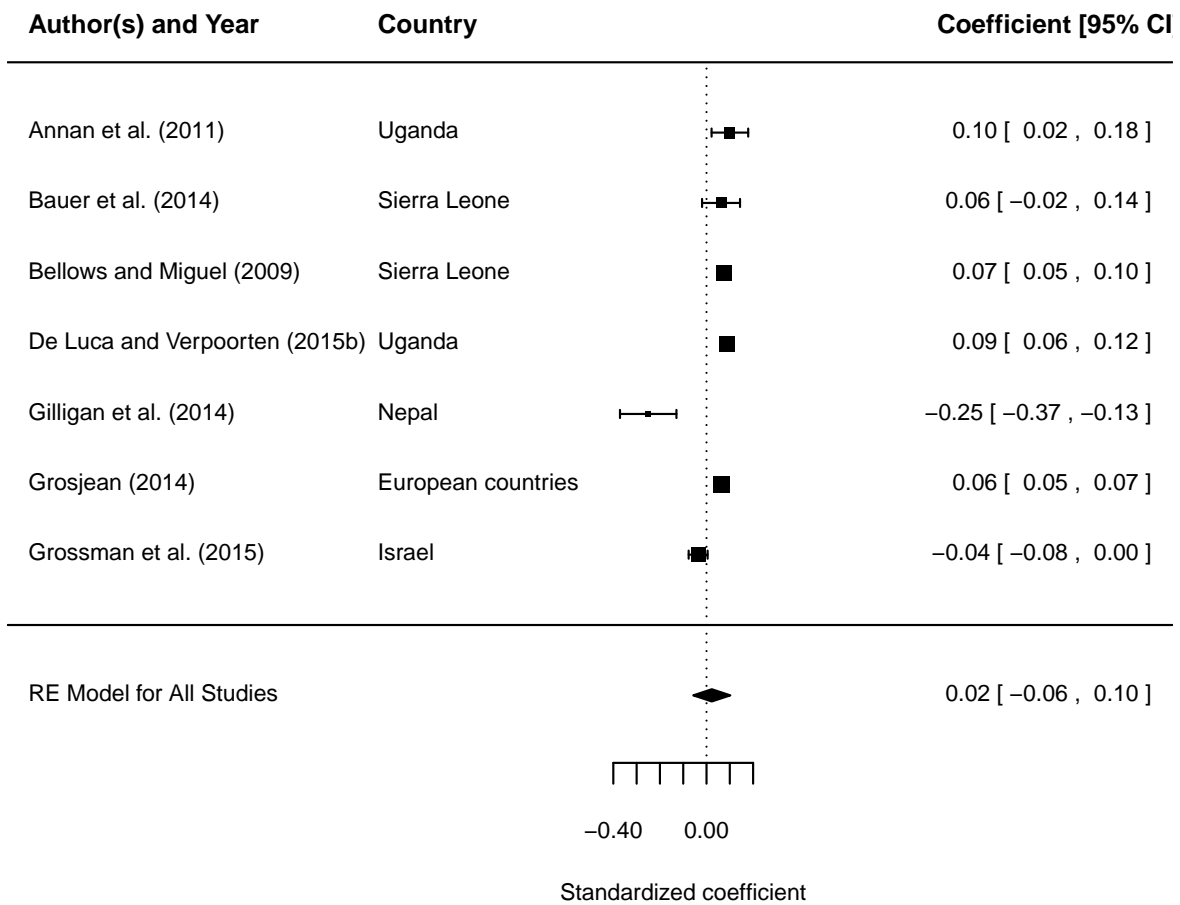 Author(s) and Year Country Coefficient [95% CI
Annan et al. (2011) Uganda 0.10 [ 0.02 , 0.18 ]
Bauer et al. (2014) Sierra Leone 0.06 [ −0.02 , 0.14 ]
Bellows and Miguel (2009) Sierra Leone 0.07 [ 0.05 , 0.10 ]
De Luca and Verpoorten (2015b) Uganda 0.09 [ 0.06 , 0.12 ]
Gilligan et al. (2014) Nepal −0.25 [ −0.37 , −0.13 ]
Grosjean (2014) European countries 0.06 [ 0.05 , 0.07 ]
Grossman et al. (2015) Israel −0.04 [ −0.08 , 0.00 ]
RE Model for All Studies 0.02 [ −0.06 , 0.10 ]
−0.40 0.00
Standardized coefficient